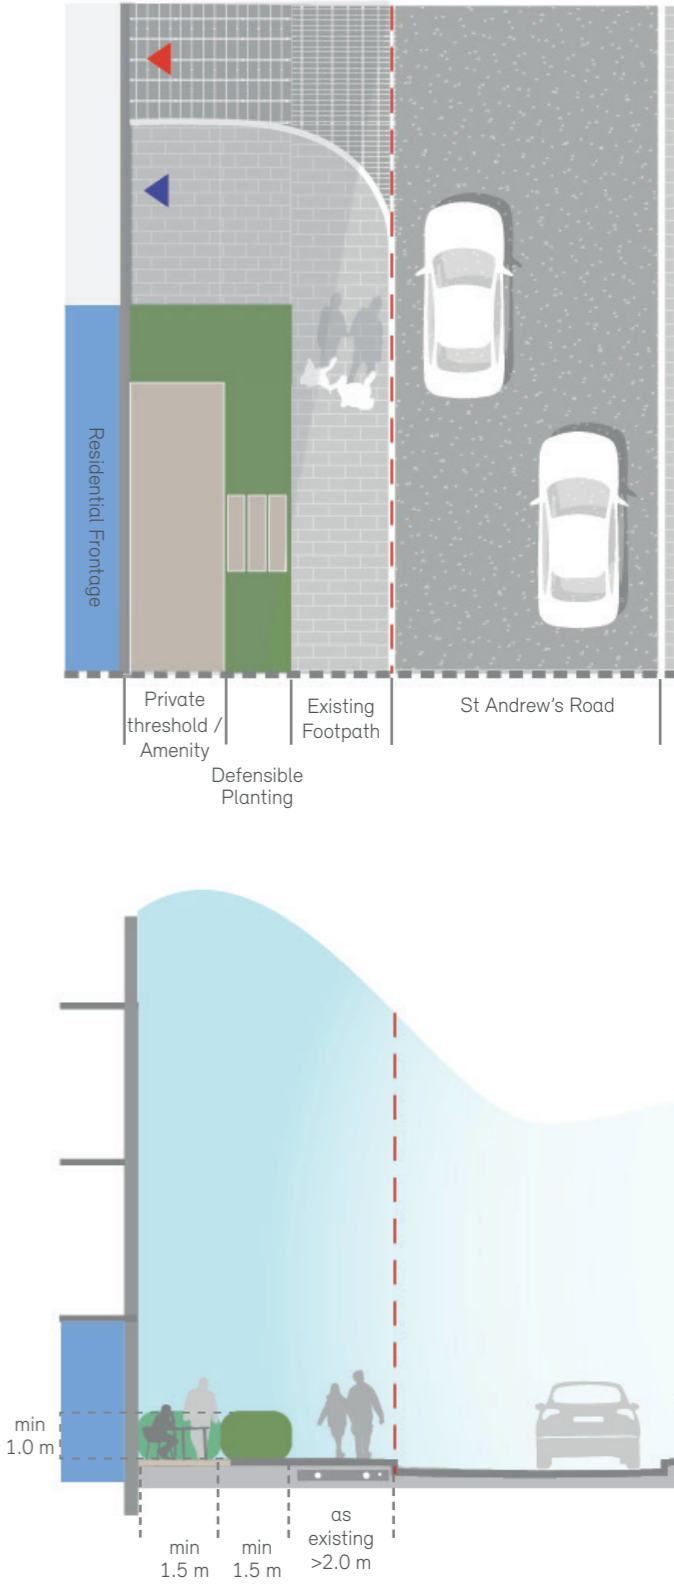 Residential Frontage
Private
threshold /
Amenity
Defensible
Planting
Existing
Footpath
St Andrew's Road
min
1.0 m
min
1.5 m
min
1.5 m
as
existing
>2.0 m